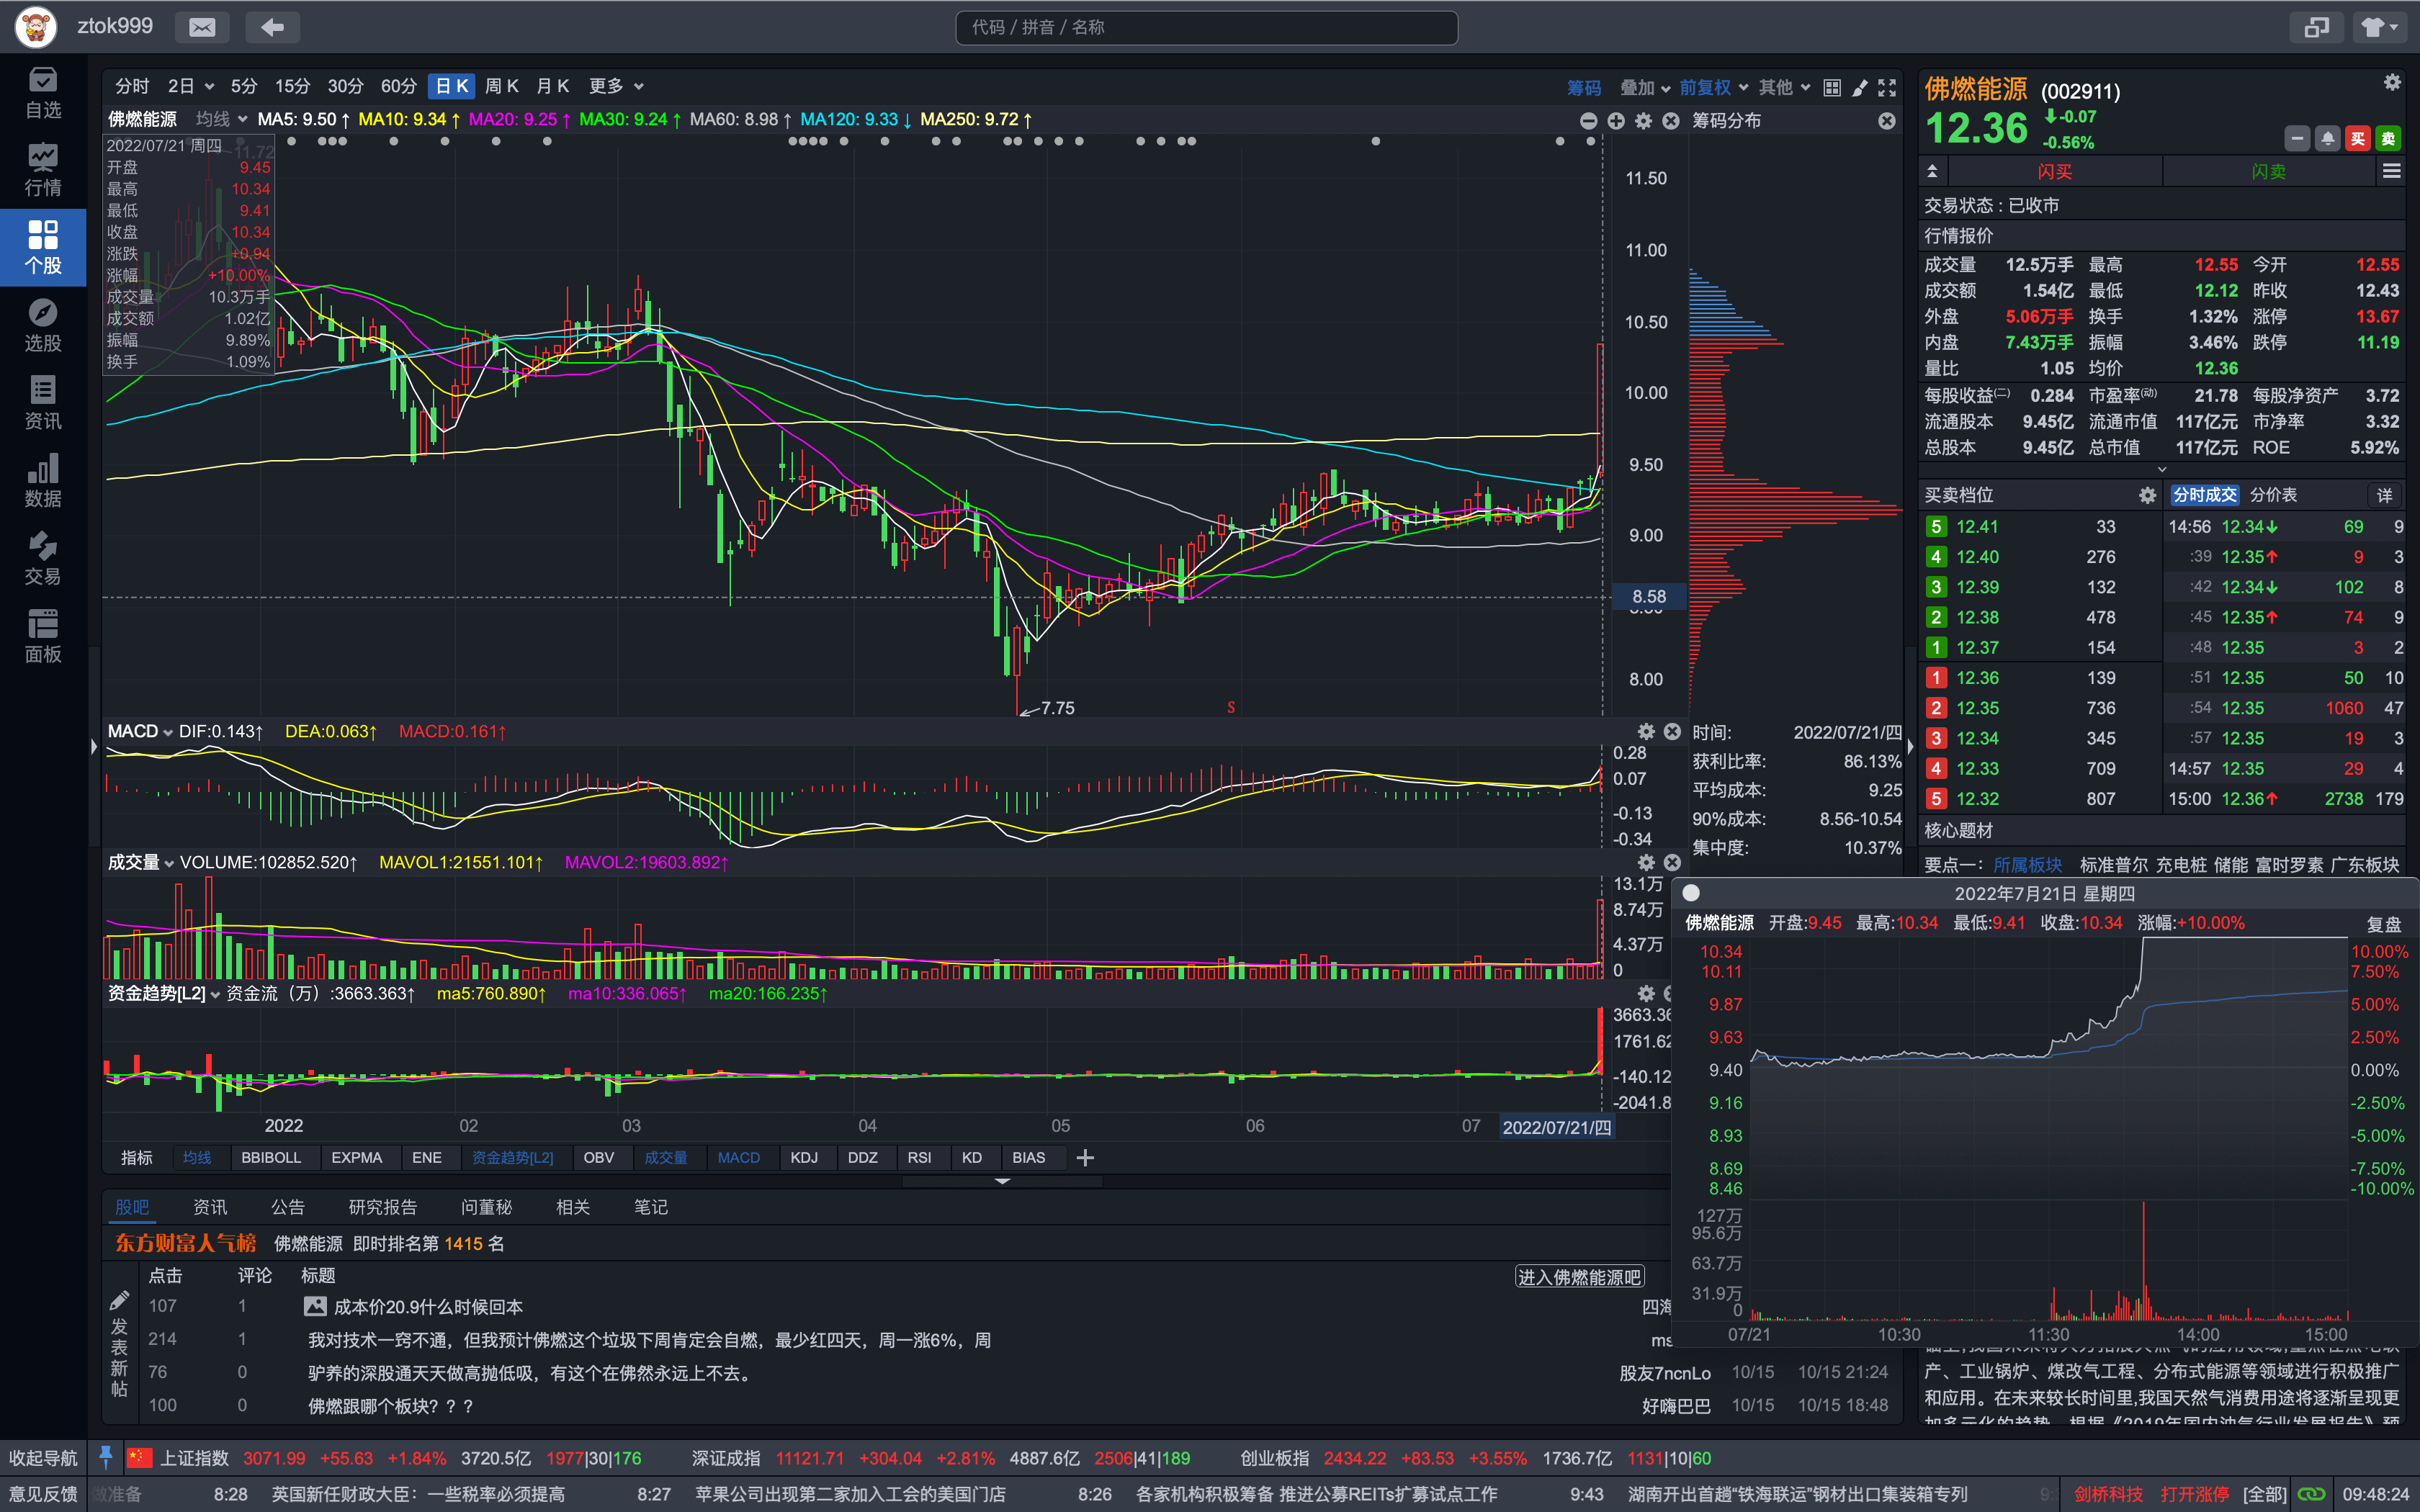 ztok999
代码 / 拼音 / 名称
自选
行情
个股
选股
资讯
数据
交易
面板
分时 2日 5分 15分 30分 60分 日K 周K 月K 更多
筹码 叠加 前复权 其他
佛燃能源 均线 MA5: 9.50↑ MA10: 9.34↑ MA20: 9.25↑ MA30: 9.24↑ MA60: 8.98↑ MA120: 9.33↓ MA250: 9.72↑
筹码分布
2022/07/21 周四
11.72
开盘 9.45
最高 10.34
最低 9.41
收盘 10.34
涨跌 +0.94
涨幅 +10.00%
成交量 10.3万手
成交额 1.02亿
振幅 9.89%
换手 1.09%
11.50
11.00
10.50
10.00
9.50
9.00
8.58
8.00
7.75
S
MACD DIF:0.143↑ DEA:0.063↑ MACD:0.161↑
0.28
0.07
-0.13
-0.34
成交量 VOLUME:102852.520↑ MAVOL1:21551.101↑ MAVOL2:19603.892↑
13.1万
8.74万
4.37万
0
资金趋势[L2] 资金流（万）:3663.363↑ ma5:760.890↑ ma10:336.065↑ ma20:166.235↑
3663.36
1761.62
-140.12
-2041.8
2022 02 03 04 05 06 07 2022/07/21/四
指标 均线 BBIBOLL EXPMA ENE 资金趋势[L2] OBV 成交量 MACD KDJ DDZ RSI KD BIAS
时间: 2022/07/21/四
获利比率: 86.13%
平均成本: 9.25
90%成本: 8.56-10.54
集中度: 10.37%
股吧 资讯 公告 研究报告 问董秘 相关 笔记
东方财富人气榜 佛燃能源 即时排名第 1415 名
点击 评论 标题
进入佛燃能源吧
发表新帖
107 1 成本价20.9什么时候回本 四海
214 1 我对技术一窍不通，但我预计佛燃这个垃圾下周肯定会自燃，最少红四天，周一涨6%，周 ms
76 0 驴养的深股通天天做高抛低吸，有这个在佛然永远上不去。 股友7ncnLo 10/15 10/15 21:24
100 0 佛燃跟哪个板块？？？ 好嗨巴巴 10/15 10/15 18:48
佛燃能源 (002911)
12.36 -0.07
-0.56%
买 卖
闪买 闪卖
交易状态 : 已收市
行情报价
成交量 12.5万手 最高 12.55 今开 12.55
成交额 1.54亿 最低 12.12 昨收 12.43
外盘 5.06万手 换手 1.32% 涨停 13.67
内盘 7.43万手 振幅 3.46% 跌停 11.19
量比 1.05 均价 12.36
每股收益(二) 0.284 市盈率(动) 21.78 每股净资产 3.72
流通股本 9.45亿 流通市值 117亿元 市净率 3.32
总股本 9.45亿 总市值 117亿元 ROE 5.92%
买卖档位 分时成交 分价表 详
5 12.41 33 14:56 12.34↓ 69 9
4 12.40 276 :39 12.35↑ 9 3
3 12.39 132 :42 12.34↓ 102 8
2 12.38 478 :45 12.35↑ 74 9
1 12.37 154 :48 12.35 3 2
1 12.36 139 :51 12.35 50 10
2 12.35 736 :54 12.35 1060 47
3 12.34 345 :57 12.35 19 3
4 12.33 709 14:57 12.35 29 4
5 12.32 807 15:00 12.36↑ 2738 179
核心题材
要点一： 所属板块 标准普尔 充电桩 储能 富时罗素 广东板块
2022年7月21日 星期四
佛燃能源 开盘:9.45 最高:10.34 最低:9.41 收盘:10.34 涨幅:+10.00% 复盘
10.34 10.00%
10.11 7.50%
9.87 5.00%
9.63 2.50%
9.40 0.00%
9.16 -2.50%
8.93 -5.00%
8.69 -7.50%
8.46 -10.00%
127万
95.6万
63.7万
31.9万
0
07/21 10:30 11:30 14:00 15:00
产、工业锅炉、煤改气工程、分布式能源等领域进行积极推广
和应用。在未来较长时间里,我国天然气消费用途将逐渐呈现更
加多元化的趋势。根据《2019年国内油气行业发展报告》预
收起导航 上证指数 3071.99 +55.63 +1.84% 3720.5亿 1977|30|176 深证成指 11121.71 +304.04 +2.81% 4887.6亿 2506|41|189 创业板指 2434.22 +83.53 +3.55% 1736.7亿 1131|10|60
意见反馈 做准备 8:28 英国新任财政大臣：一些税率必须提高 8:27 苹果公司出现第二家加入工会的美国门店 8:26 各家机构积极筹备 推进公募REITs扩募试点工作 9:43 湖南开出首趟“铁海联运”钢材出口集装箱专列 剑桥科技 打开涨停 [全部] 09:48:24